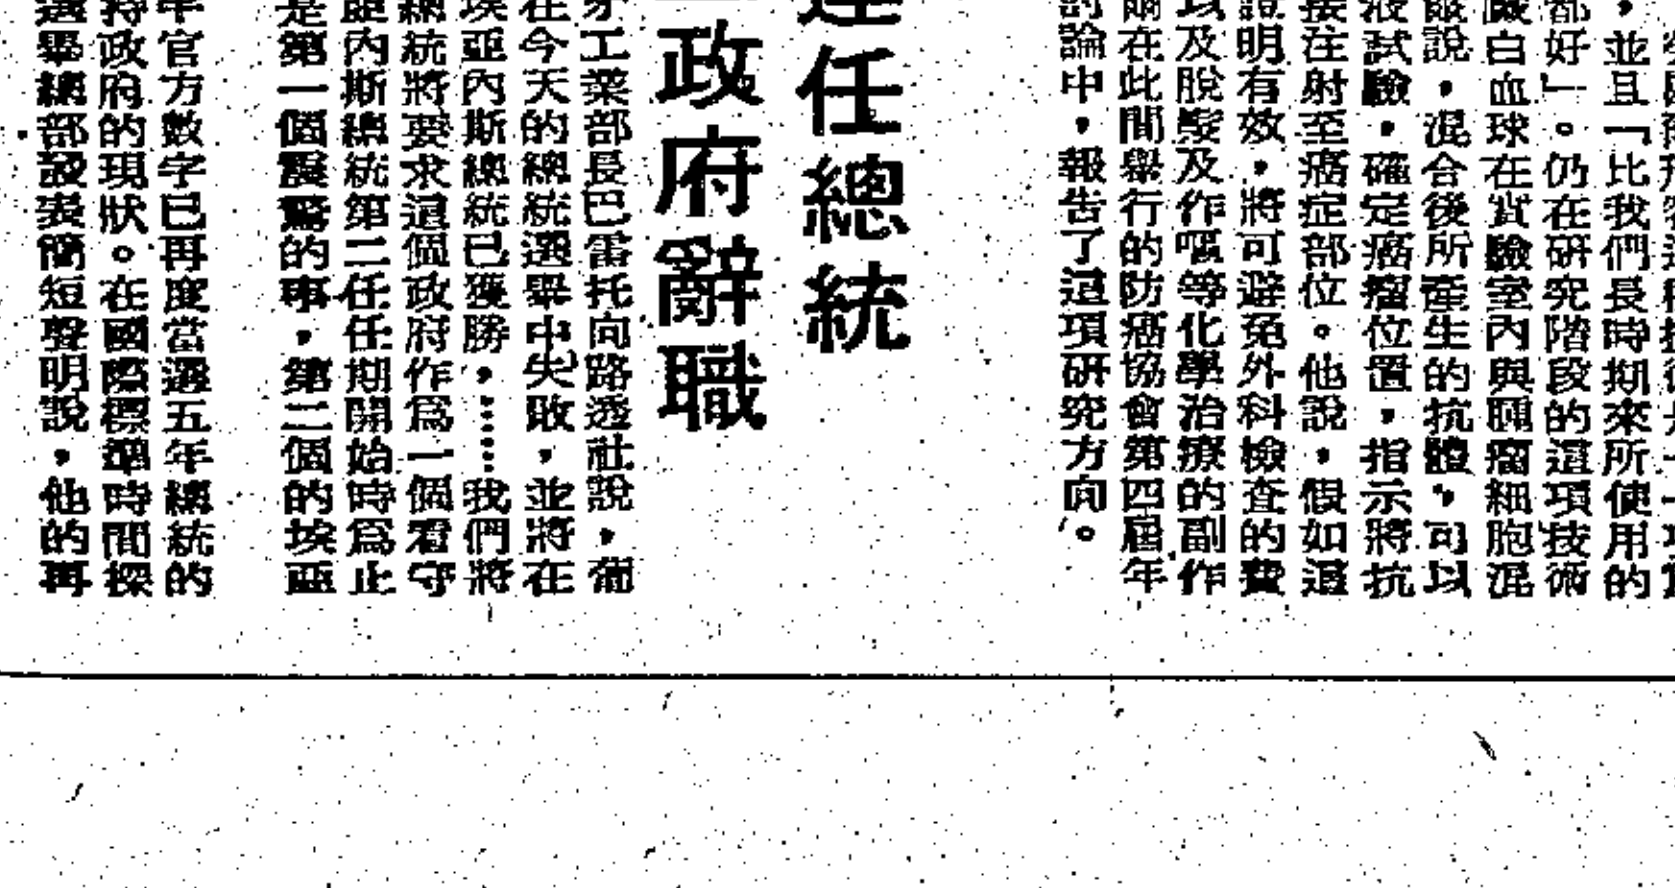 ，並且「比我們長時期來所使用的
都好」。仍在研究階段的這項技術
白血球在實驗室內與腫瘤細胞混
說，混合後所產生的抗體，可以
液試驗，確定癌瘤位置，指示將抗
接注射至癌症部位。他說，假如這
證明有效，將可避免外科檢查的費
以及脫髮及作嘔等化學治療的副作
爾在此間舉行的防癌協會第四屆年
討論中，報告了這項研究方向。
連任總統
政府辭職
牙工業部長巴雷托向路透社說，葡
在今天的總統選舉中失敗，並將在
埃亞內斯總統已獲勝，……我們將
總統將要求這個政府作為一個看守
亞內斯總統第二任任期開始時為止
是第一個震驚的事，第二個的埃亞
年官方數字已再度當選五年總統的
持政府的現狀。在國際標準時間探
選舉總部發表簡短聲明說，他的再